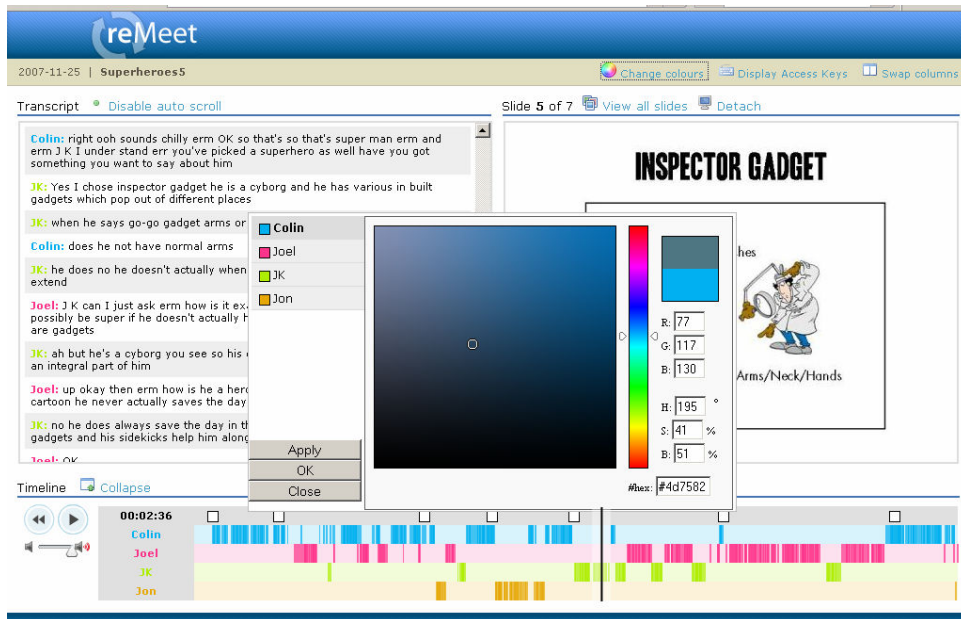 reMeet
2007-11-25 | Superheroes5
Change colours
Display Access Keys
Swap columns
Transcript
Disable auto scroll
Colin: right ooh sounds chilly erm OK so that's so that's super man erm and
erm J K I under stand err you've picked a superhero as well have you got
something you want to say about him
JK: Yes I chose inspector gadget he is a cyborg and he has various in built
gadgets which pop out of different places
JK: when he says go-go gadget arms or
Colin: does he not have normal arms
JK: he does no he doesn't actually when
extend
Joel: J K can I just ask erm how is it
possibly be super if he doesn't actually
are gadgets
JK: ah but he's a cyborg you see so his
an integral part of him
Joel: up okay then erm how is he a hero
cartoon he never actually saves the day
JK: no he does always save the day in
gadgets and his sidekicks help him along
Joel: OK
Slide 5 of 7
View all slides
Detach
INSPECTOR GADGET
Arms/Neck/Hands
Colin
Joel
JK
Jon
Apply
OK
Close
R: 77
G: 117
B: 130
H: 195 °
S: 41 %
B: 51 %
#hex: #4d7582
Timeline
Collapse
00:02:36
Colin
Joel
JK
Jon